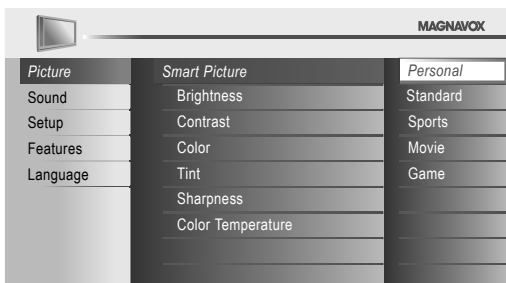 MAGNAVOX
Picture
Sound
Setup
Features
Language
Smart Picture
Brightness
Contrast
Color
Tint
Sharpness
Color Temperature
Personal
Standard
Sports
Movie
Game